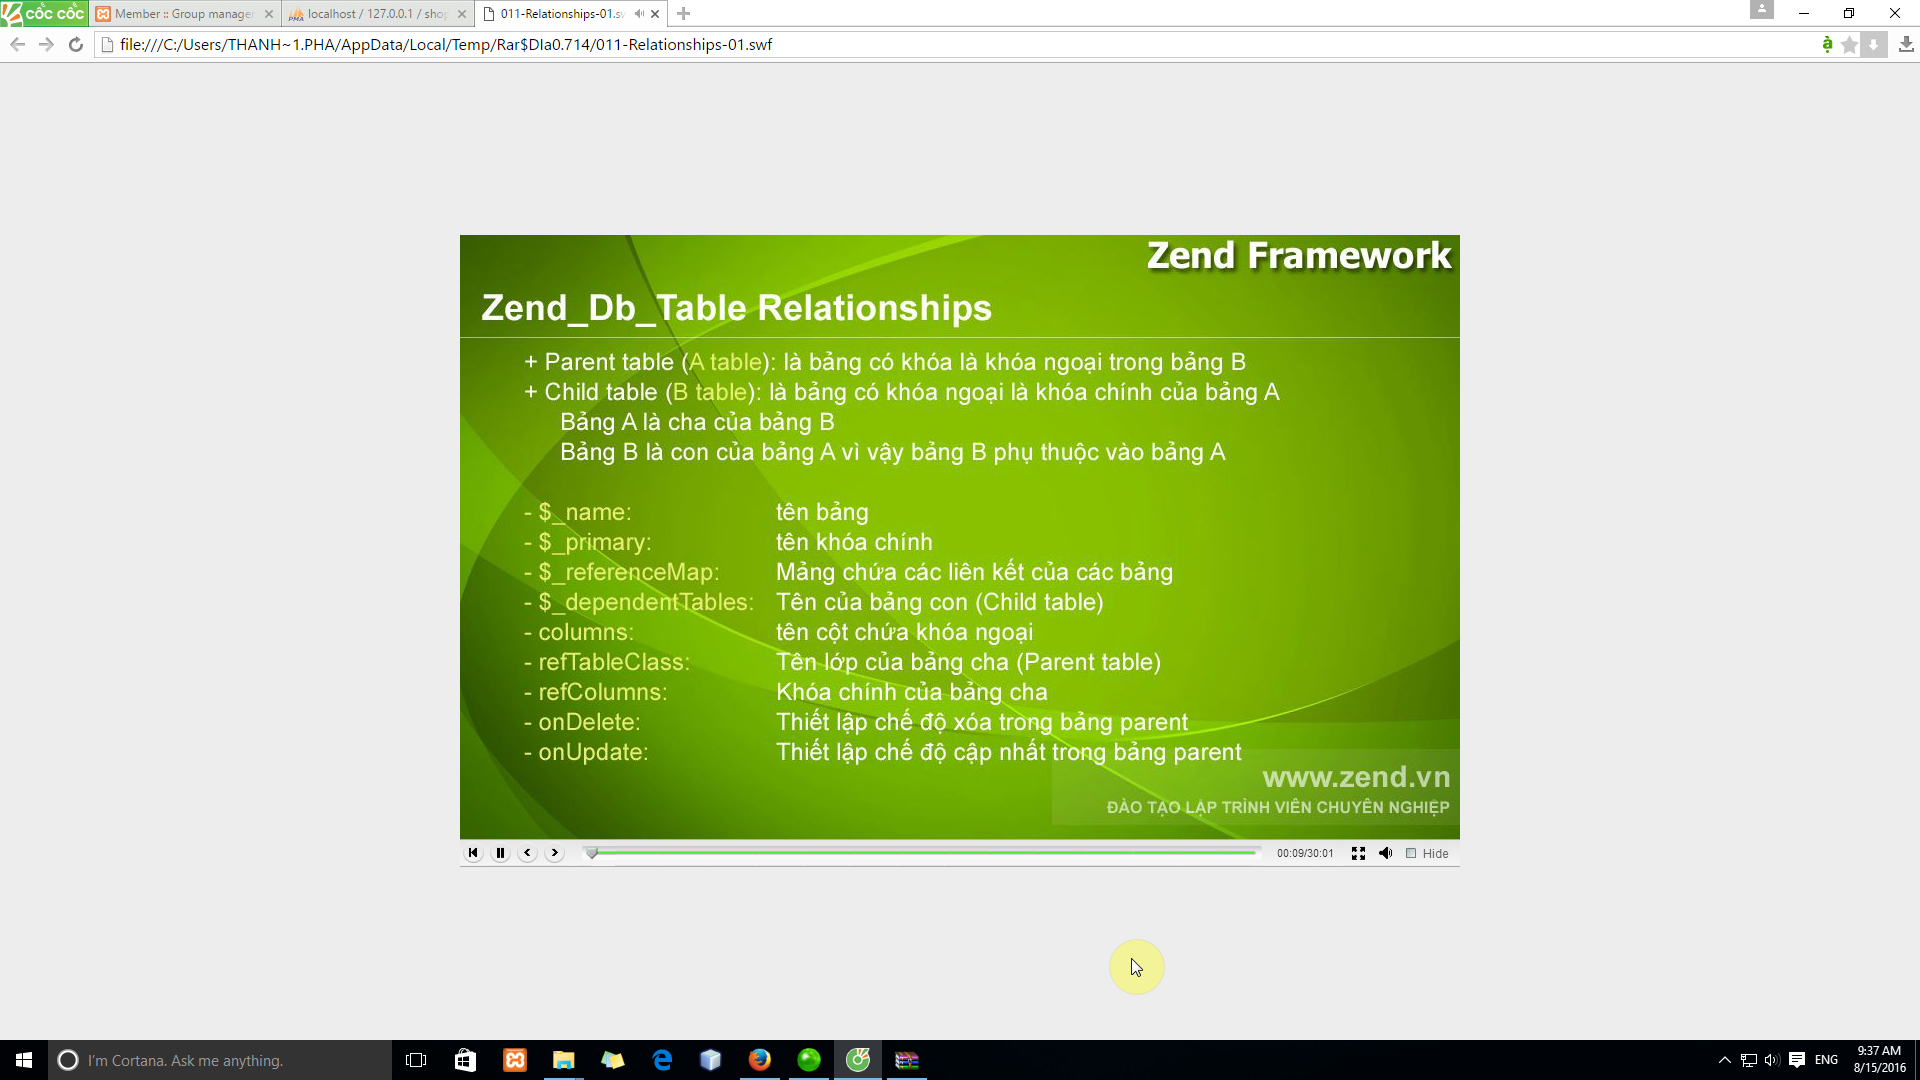 cốc cốc
Member :: Group manage
localhost / 127.0.0.1 / shop
011-Relationships-01.sw
file:///C:/Users/THANH~1.PHA/AppData/Local/Temp/Rar$DIa0.714/011-Relationships-01.swf
Zend Framework
Zend_Db_Table Relationships
+ Parent table (A table): là bảng có khóa là khóa ngoại trong bảng B
+ Child table (B table): là bảng có khóa ngoại là khóa chính của bảng A
Bảng A là cha của bảng B
Bảng B là con của bảng A vì vậy bảng B phụ thuộc vào bảng A
- $_name: tên bảng
- $_primary: tên khóa chính
- $_referenceMap: Mảng chứa các liên kết của các bảng
- $_dependentTables: Tên của bảng con (Child table)
- columns: tên cột chứa khóa ngoại
- refTableClass: Tên lớp của bảng cha (Parent table)
- refColumns: Khóa chính của bảng cha
- onDelete: Thiết lập chế độ xóa trong bảng parent
- onUpdate: Thiết lập chế độ cập nhất trong bảng parent
www.zend.vn
ĐÀO TẠO LẬP TRÌNH VIÊN CHUYÊN NGHIỆP
00:09/30:01
Hide
I'm Cortana. Ask me anything.
ENG
9:37 AM
8/15/2016